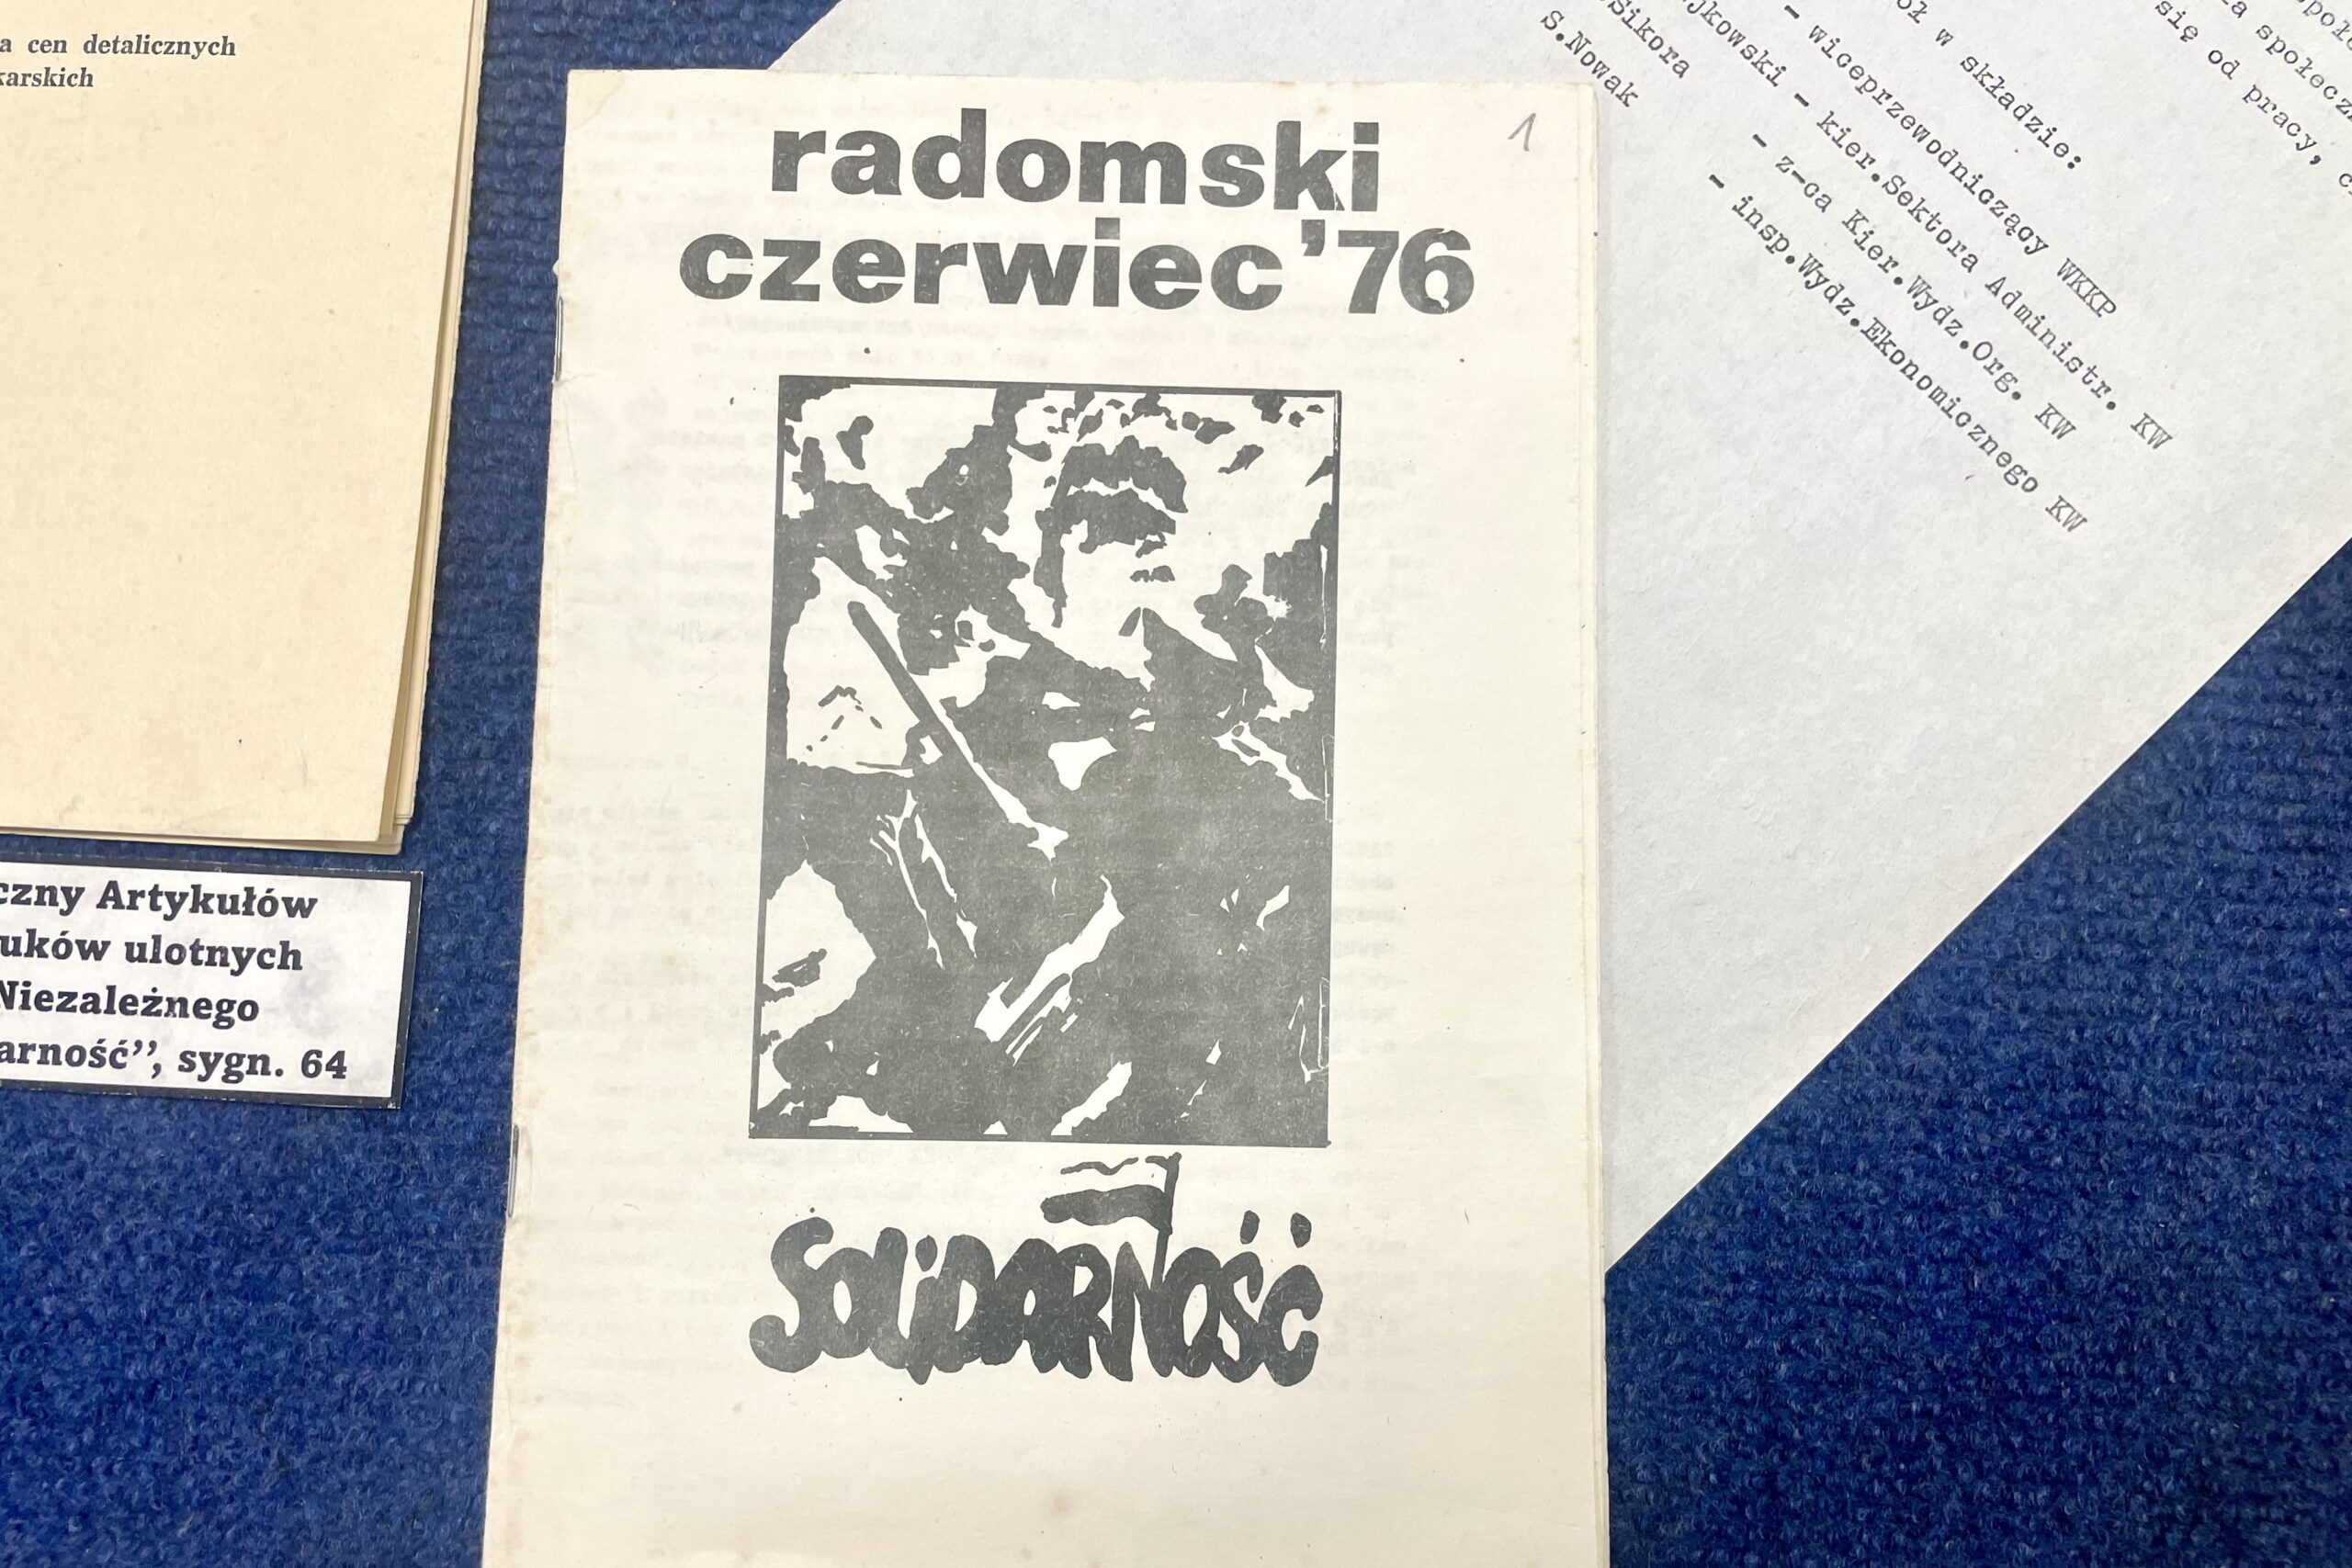 a cen detalicznych
karskich
czny Artykułów
uków ulotnych
Niezależnego
arność”, sygn. 64
1
radomski
czerwiec '76
SOLIDARNOŚĆ
ół w składzie:
- wiceprzewodniczący WKKP
jkowski - kier.Sektora Administr. KW
Sikora - z-ca Kier.Wydz.Org. KW
S.Nowak - insp.Wydz.Ekonomicznego KW
społecz
się od pracy,